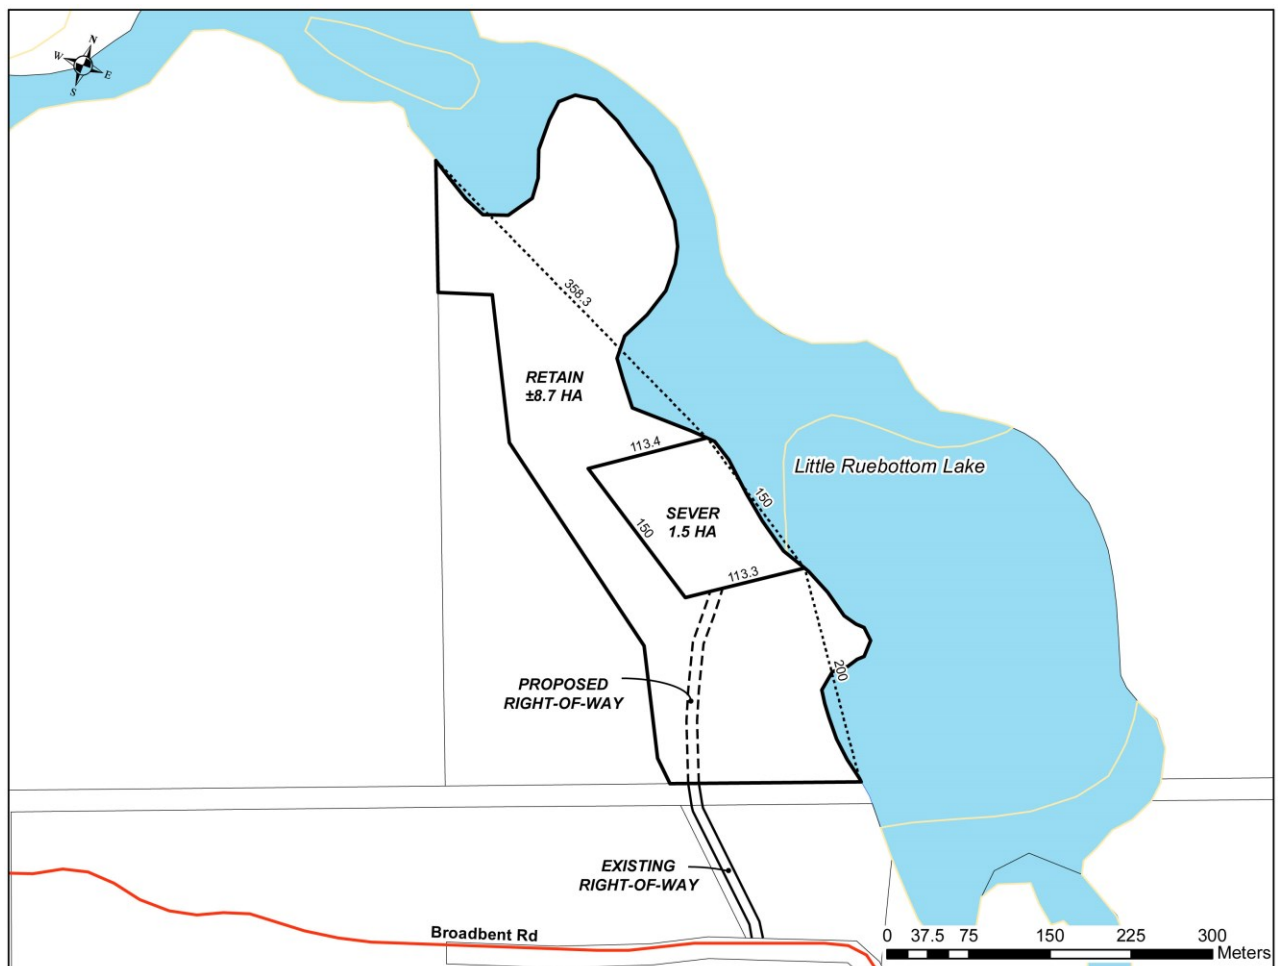 N
W
E
S
358.3
RETAIN
±8.7 HA
113.4
Little Ruebottom Lake
150
SEVER
1.5 HA
150
113.3
200
PROPOSED
RIGHT-OF-WAY
EXISTING
RIGHT-OF-WAY
Broadbent Rd
0 37.5 75 150 225 300
Meters